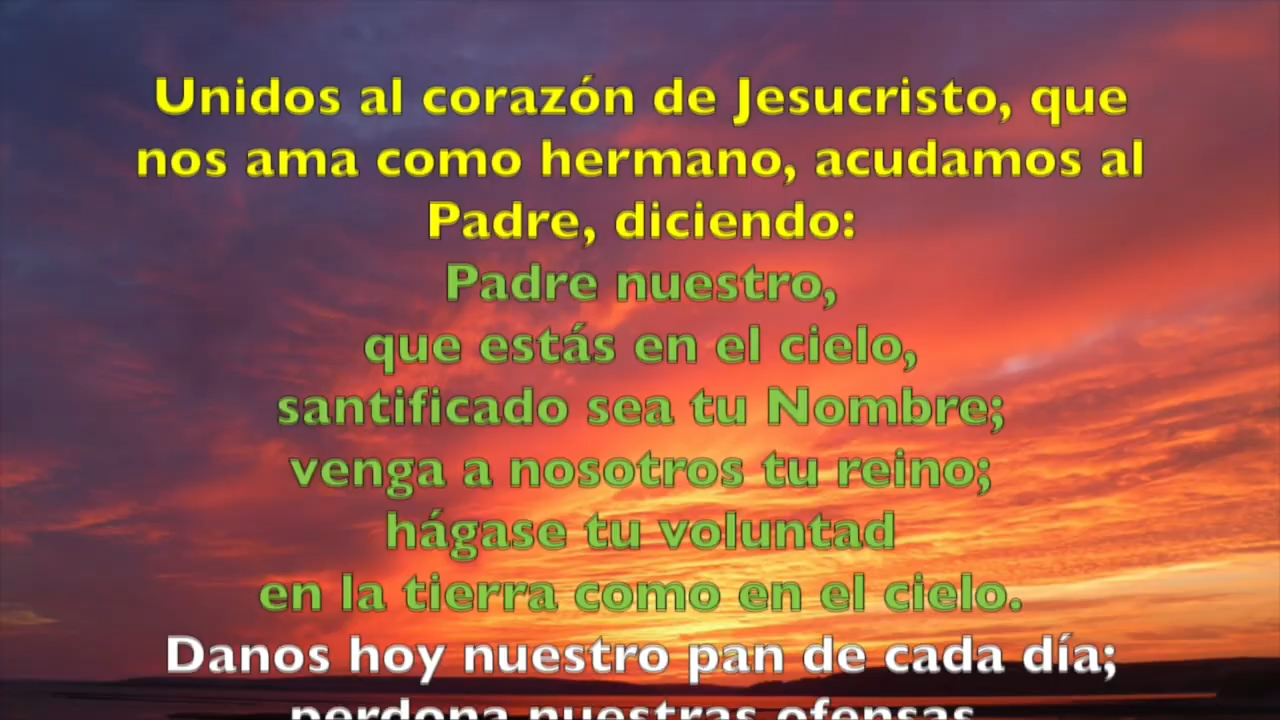 Unidos al corazón de Jesucristo, que
nos ama como hermano, acudamos al
Padre, diciendo:
Padre nuestro,
que estás en el cielo,
santificado sea tu Nombre;
venga a nosotros tu reino;
hágase tu voluntad
en la tierra como en el cielo.
Danos hoy nuestro pan de cada día;
perdona nuestras ofensas